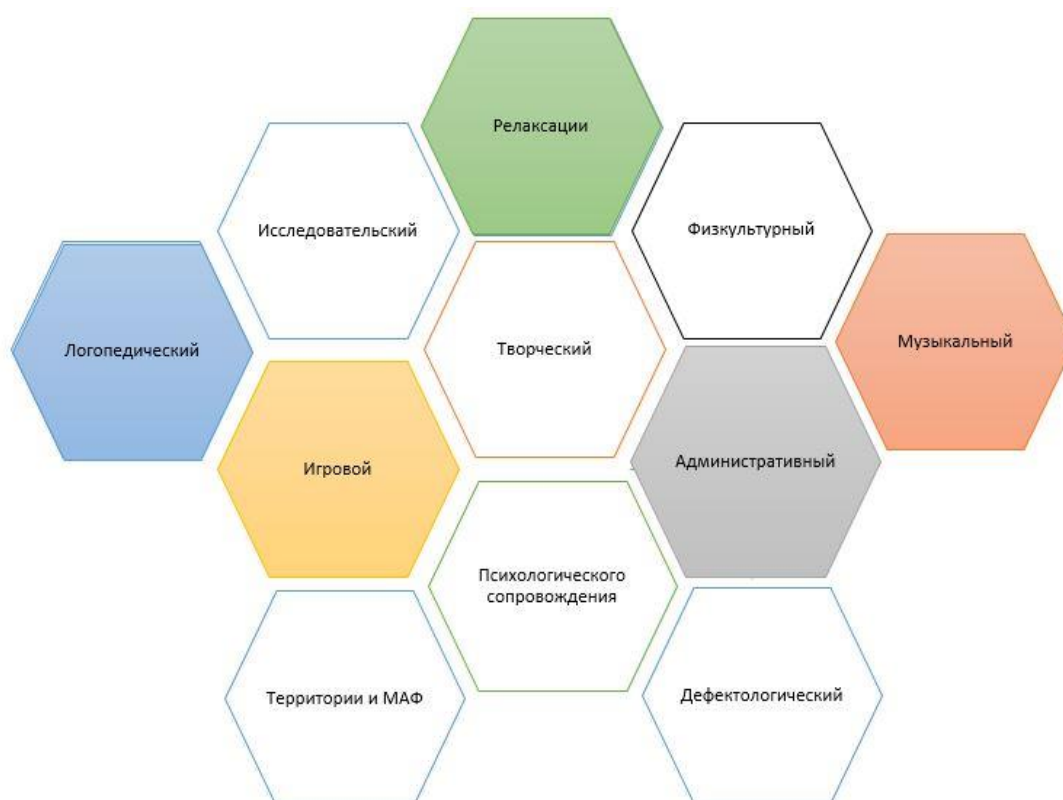 Релаксации
Исследовательский
Физкультурный
Логопедический
Творческий
Музыкальный
Игровой
Административный
Психологического
сопровождения
Территории и МАФ
Дефектологический